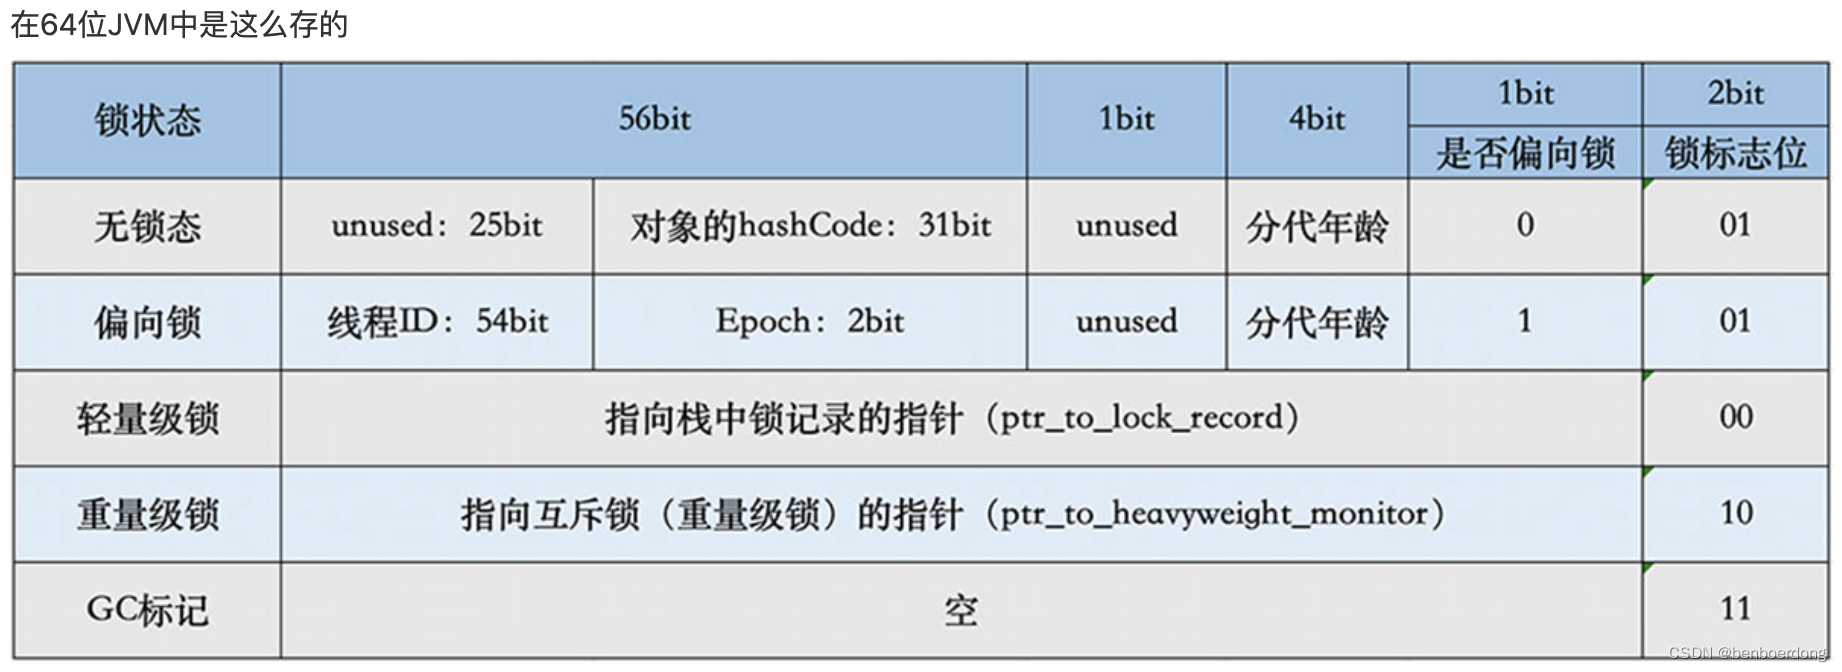 在64位JVM中是这么存的
锁状态 56bit 1bit 4bit 1bit 2bit
是否偏向锁 锁标志位
无锁态 unused：25bit 对象的hashCode：31bit unused 分代年龄 0 01
偏向锁 线程ID：54bit Epoch：2bit unused 分代年龄 1 01
轻量级锁 指向栈中锁记录的指针（ptr_to_lock_record） 00
重量级锁 指向互斥锁（重量级锁）的指针（ptr_to_heavyweight_monitor） 10
GC标记 空 11
CSDN @benboerdong